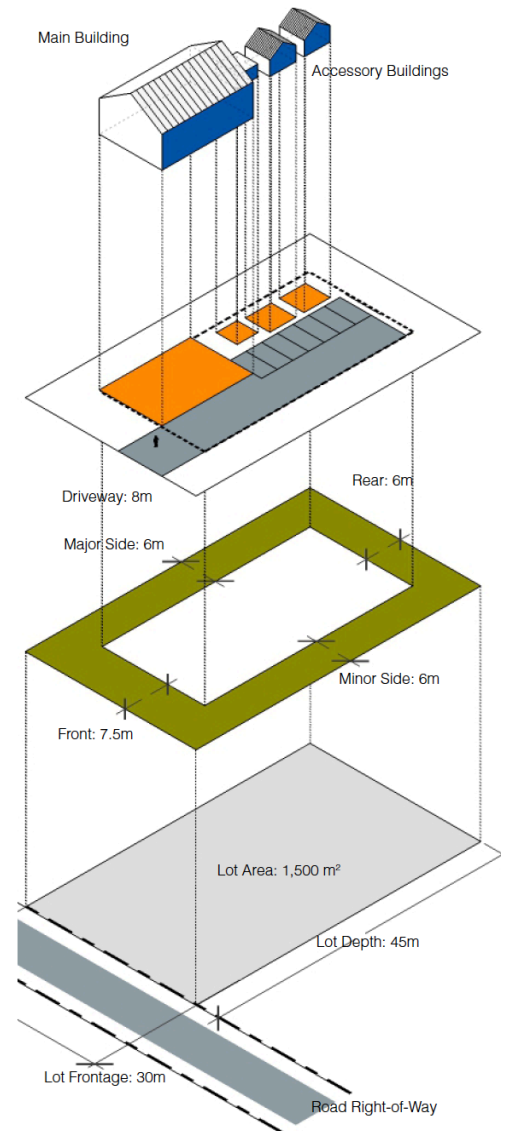 Main Building
Accessory Buildings
Driveway: 8m
Rear: 6m
Major Side: 6m
Minor Side: 6m
Front: 7.5m
Lot Area: 1,500 m²
Lot Depth: 45m
Lot Frontage: 30m
Road Right-of-Way